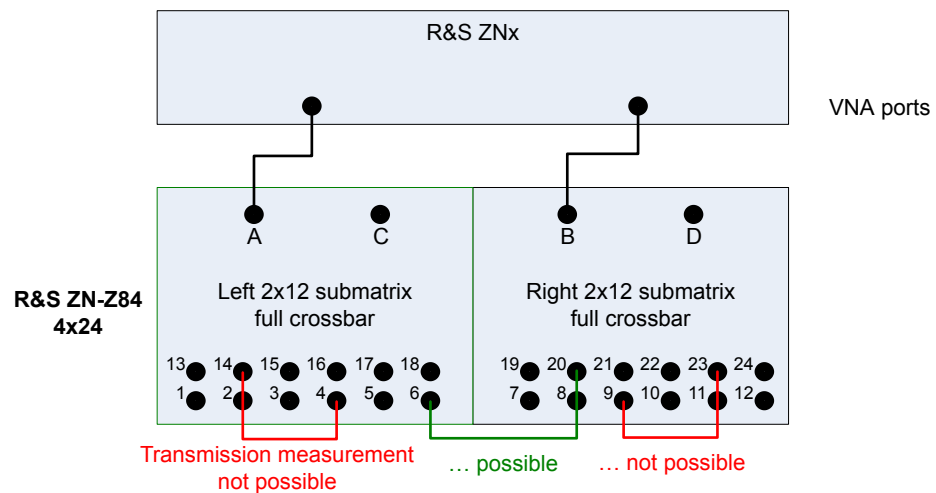 R&S ZNx
VNA ports
A
C
B
D
R&S ZN-Z84
4x24
Left 2x12 submatrix
full crossbar
Right 2x12 submatrix
full crossbar
13 14 15 16 17 18
19 20 21 22 23 24
1 2 3 4 5 6
7 8 9 10 11 12
Transmission measurement
not possible
… possible
… not possible